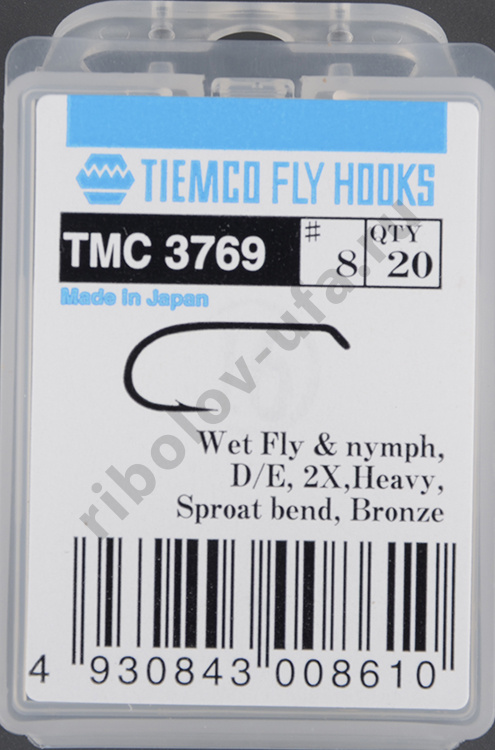 TIEMCO FLY HOOKS
TMC 3769 # 8 QTY 20
Made In Japan
Wet Fly & nymph,
D/E, 2X,Heavy,
Sproat bend, Bronze
4 930843 008610
ribolov-ufa.ru